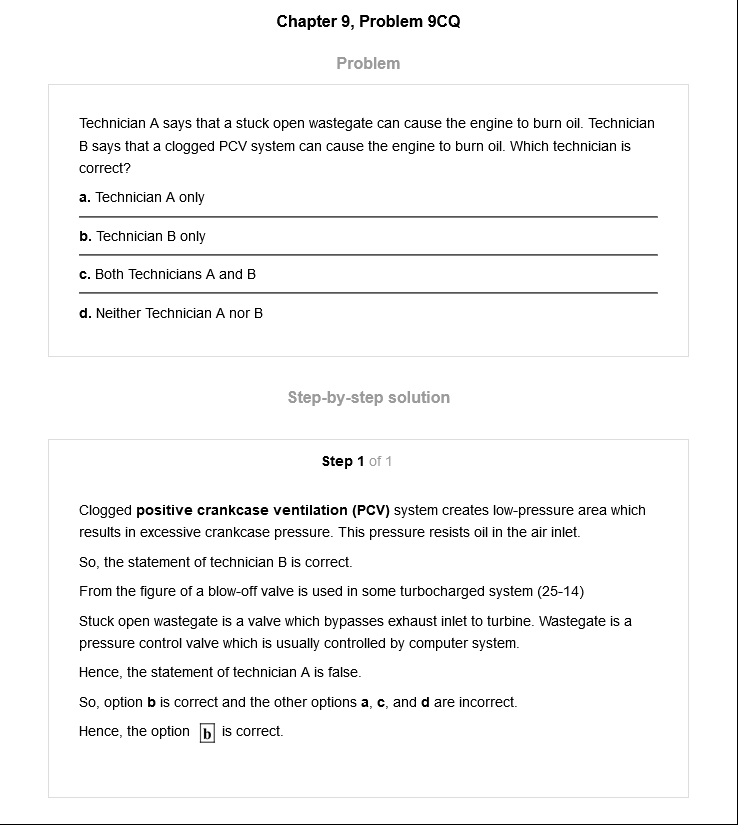 Chapter 9, Problem 9CQ
Problem
Technician A says that a stuck open wastegate can cause the engine to burn oil. Technician
B says that a clogged PCV system can cause the engine to burn oil. Which technician is
correct?
a. Technician A only
b. Technician B only
c. Both Technicians A and B
d. Neither Technician A nor B
Step-by-step solution
Step 1 of 1
Clogged positive crankcase ventilation (PCV) system creates low-pressure area which
results in excessive crankcase pressure. This pressure resists oil in the air inlet.
So, the statement of technician B is correct.
From the figure of a blow-off valve is used in some turbocharged system (25-14)
Stuck open wastegate is a valve which bypasses exhaust inlet to turbine. Wastegate is a
pressure control valve which is usually controlled by computer system.
Hence, the statement of technician A is false.
So, option b is correct and the other options a, c, and d are incorrect.
Hence, the option b is correct.